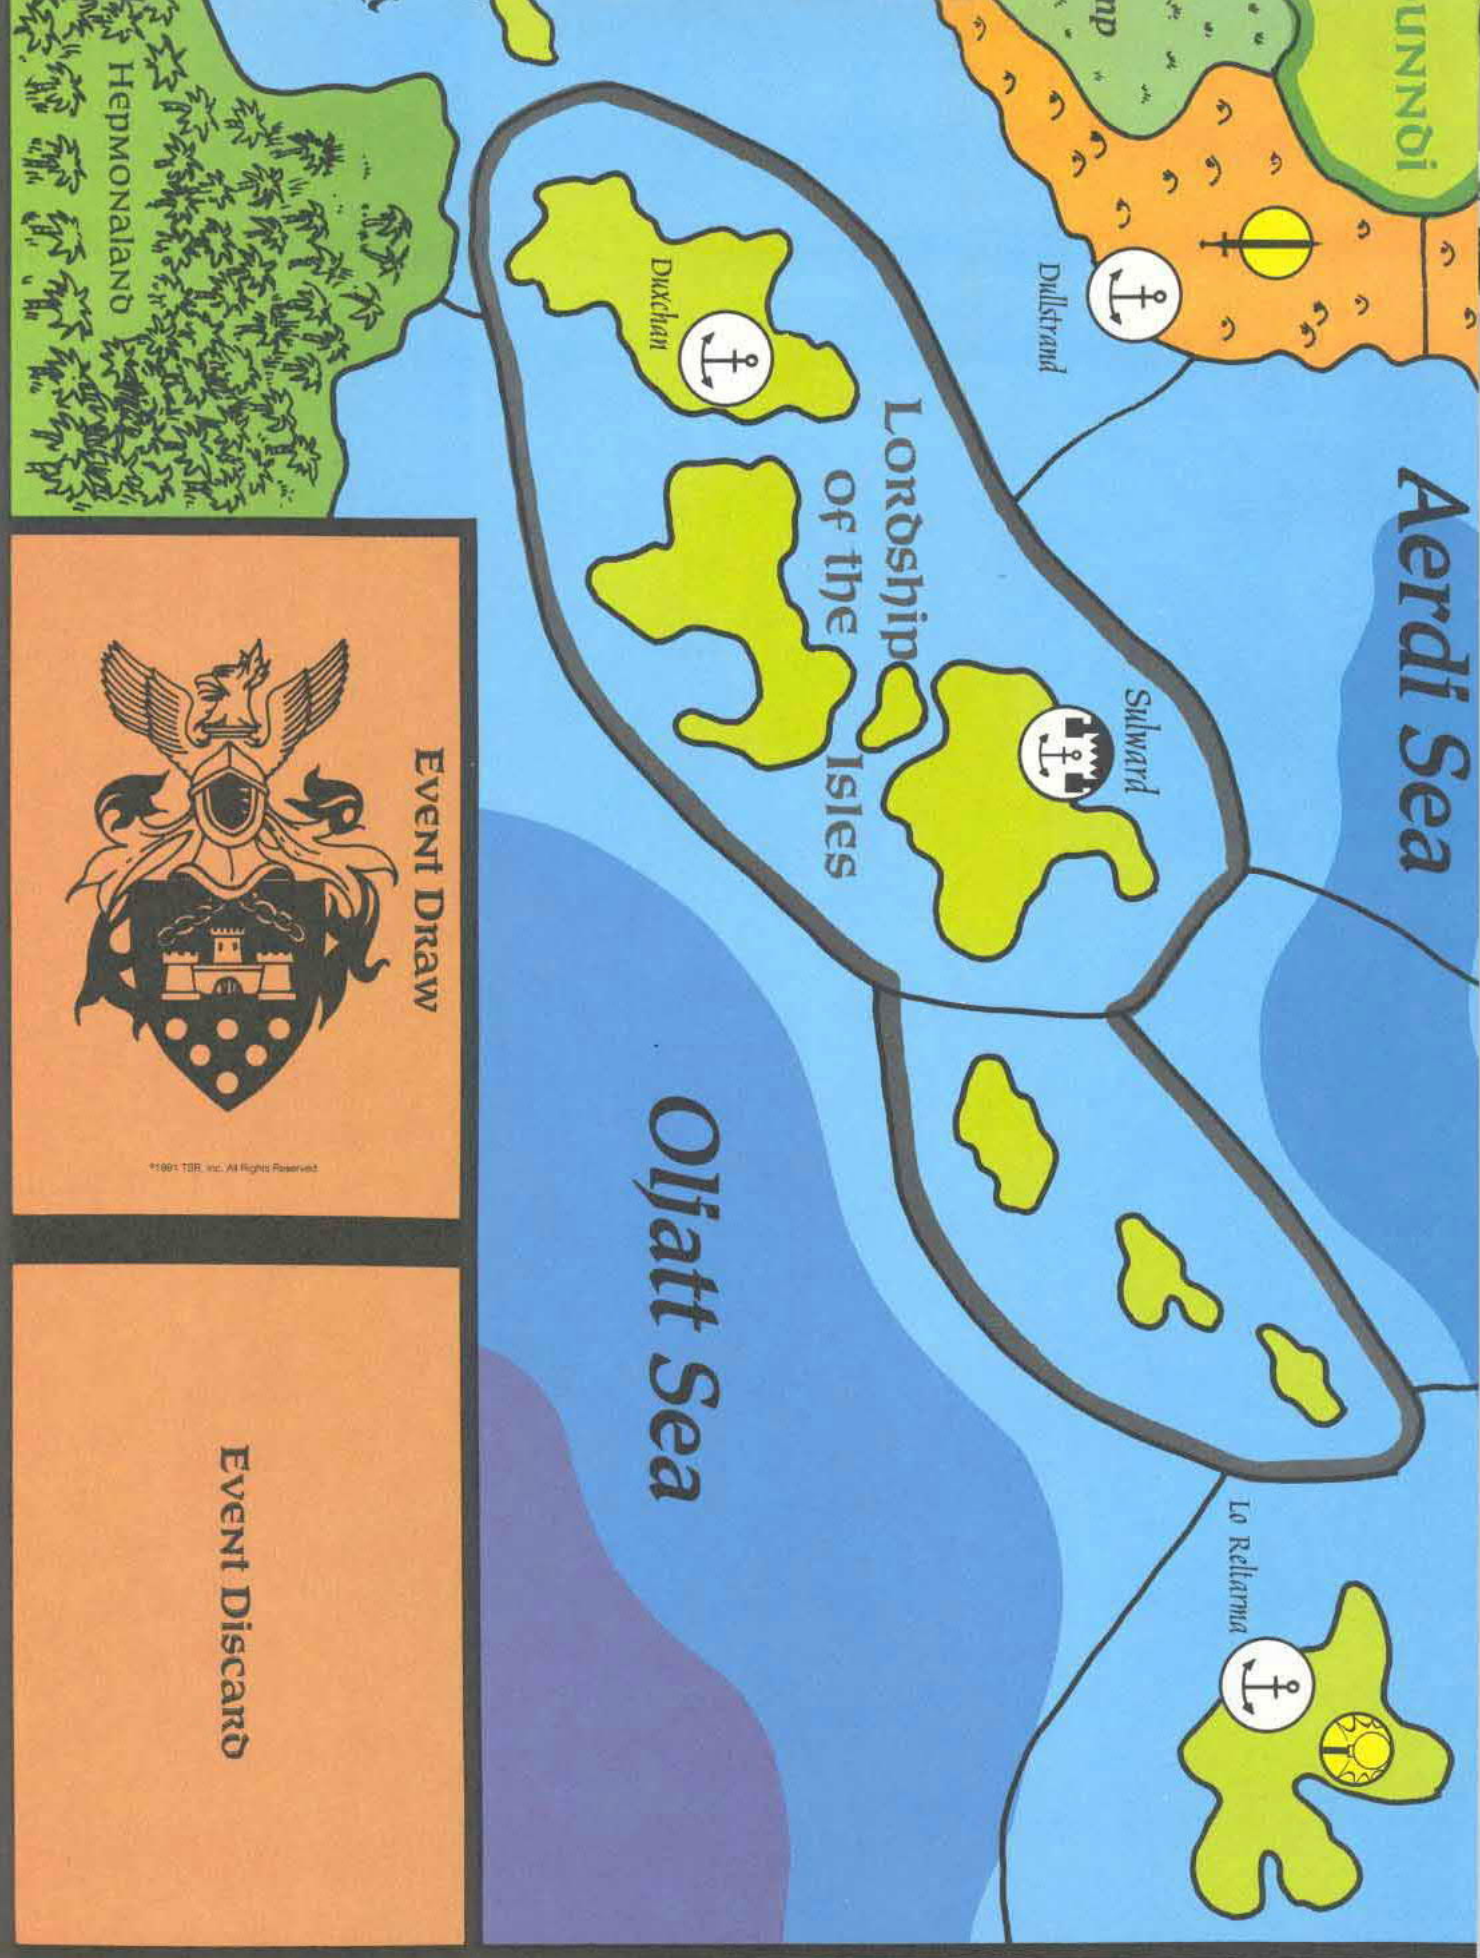 UNNDI
Aerdi Sea
Dullstrand
Sulward
Lordship
of the Isles
Duxchan
Hepmonaland
Lo Reltarma
Oljatt Sea
Event Draw
©1991 TSR, Inc. All Rights Reserved
Event Discard